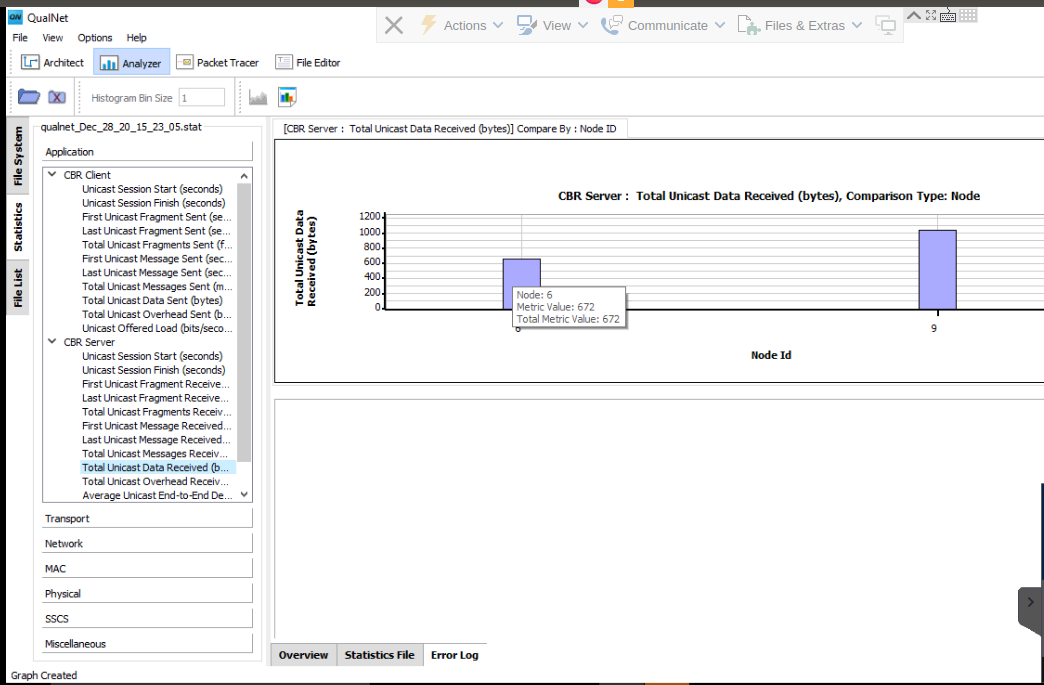 QN QualNet
Actions View Communicate Files & Extras
File View Options Help
Architect Analyzer Packet Tracer File Editor
Histogram Bin Size 1
File System
Statistics
File List
qualnet_Dec_28_20_15_23_05.stat
Application
CBR Client
Unicast Session Start (seconds)
Unicast Session Finish (seconds)
First Unicast Fragment Sent (se...
Last Unicast Fragment Sent (se...
Total Unicast Fragments Sent (f...
First Unicast Message Sent (sec...
Last Unicast Message Sent (sec...
Total Unicast Messages Sent (m...
Total Unicast Data Sent (bytes)
Total Unicast Overhead Sent (b...
Unicast Offered Load (bits/seco...
CBR Server
Unicast Session Start (seconds)
Unicast Session Finish (seconds)
First Unicast Fragment Receive...
Last Unicast Fragment Receive...
Total Unicast Fragments Receiv...
First Unicast Message Received...
Last Unicast Message Received...
Total Unicast Messages Receiv...
Total Unicast Data Received (b...
Total Unicast Overhead Receiv...
Average Unicast End-to-End De...
Transport
Network
MAC
Physical
SSCS
Miscellaneous
[CBR Server : Total Unicast Data Received (bytes)] Compare By : Node ID
CBR Server : Total Unicast Data Received (bytes), Comparison Type: Node
Total Unicast Data
Received (bytes)
1200
1000
800
600
400
200
0
Node: 6
Metric Value: 672
Total Metric Value: 672
6
9
Node Id
Overview Statistics File Error Log
Graph Created